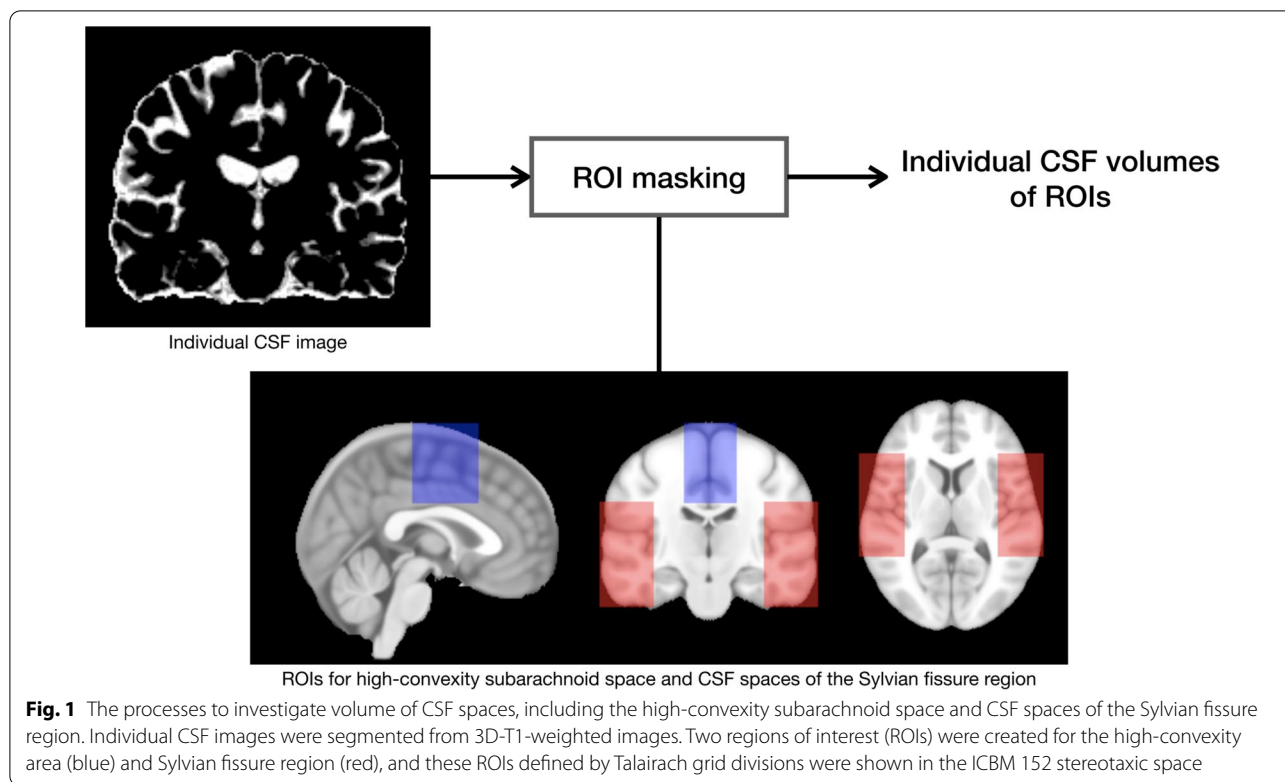 ROI masking
Individual CSF volumes
of ROIs
Individual CSF image
ROIs for high-convexity subarachnoid space and CSF spaces of the Sylvian fissure region
Fig. 1 The processes to investigate volume of CSF spaces, including the high-convexity subarachnoid space and CSF spaces of the Sylvian fissure
region. Individual CSF images were segmented from 3D-T1-weighted images. Two regions of interest (ROIs) were created for the high-convexity
area (blue) and Sylvian fissure region (red), and these ROIs defined by Talairach grid divisions were shown in the ICBM 152 stereotaxic space